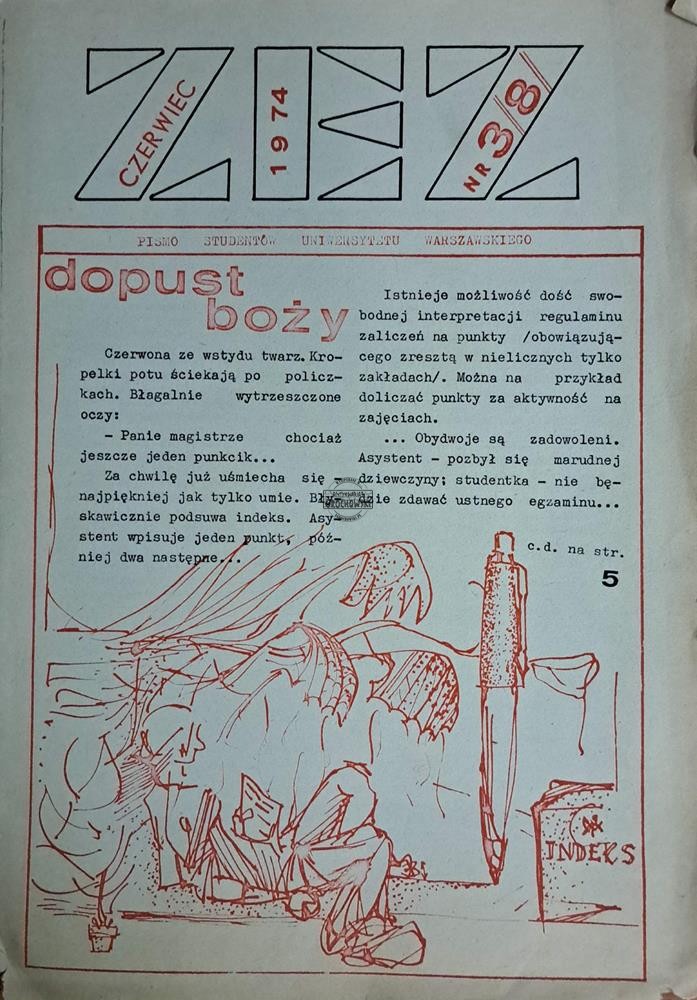 ZEZ
CZERWIEC
1974
NR 3/8/
PISMO STUDENTÓW UNIWERSYTETU WARSZAWSKIEGO
dopust
boży
Czerwona ze wstydu twarz. Kro-
pelki potu ściekają po policz-
kach. Błagalnie wytrzeszczone
oczy:
- Panie magistrze chociaż
jeszcze jeden punkcik...
Za chwilę już uśmiecha się -
najpiękniej jak tylko umie. Bły-
skawicznie podsuwa indeks. Asy-
stent wpisuje jeden punkt, póź-
niej dwa następne...
Istnieje możliwość dość swo-
bodnej interpretacji regulaminu
zaliczeń na punkty /obowiązują-
cego zresztą w nielicznych tylko
zakładach/. Można na przykład
doliczać punkty za aktywność na
zajęciach.
... Obydwoje są zadowoleni.
Asystent - pozbył się marudnej
dziewczyny; studentka - nie bę-
dzie zdawać ustnego egzaminu...
c.d. na str.
5
INDEKS